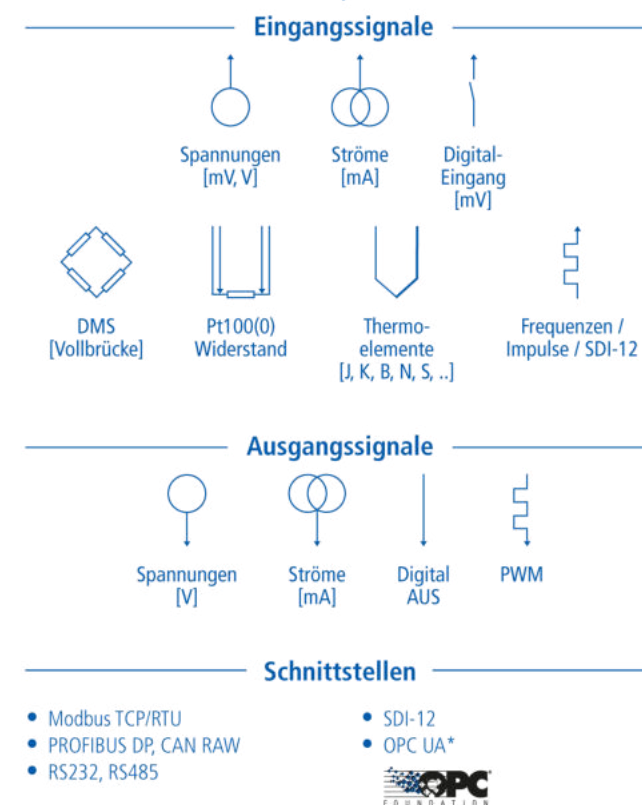 Eingangssignale
Spannungen
[mV, V]
Ströme
[mA]
Digital-
Eingang
[mV]
DMS
[Vollbrücke]
Pt100(0)
Widerstand
Thermo-
elemente
[J, K, B, N, S, ..]
Frequenzen /
Impulse / SDI-12
Ausgangssignale
Spannungen
[V]
Ströme
[mA]
Digital
AUS
PWM
Schnittstellen
• Modbus TCP/RTU
• PROFIBUS DP, CAN RAW
• RS232, RS485
• SDI-12
• OPC UA*
OPC
FOUNDATION